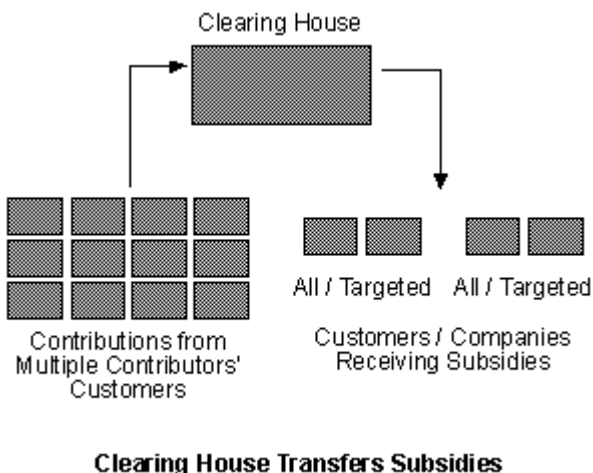 Clearing House
All / Targeted All / Targeted
Contributions from
Multiple Contributors'
Customers
Customers / Companies
Receiving Subsidies
Clearing House Transfers Subsidies